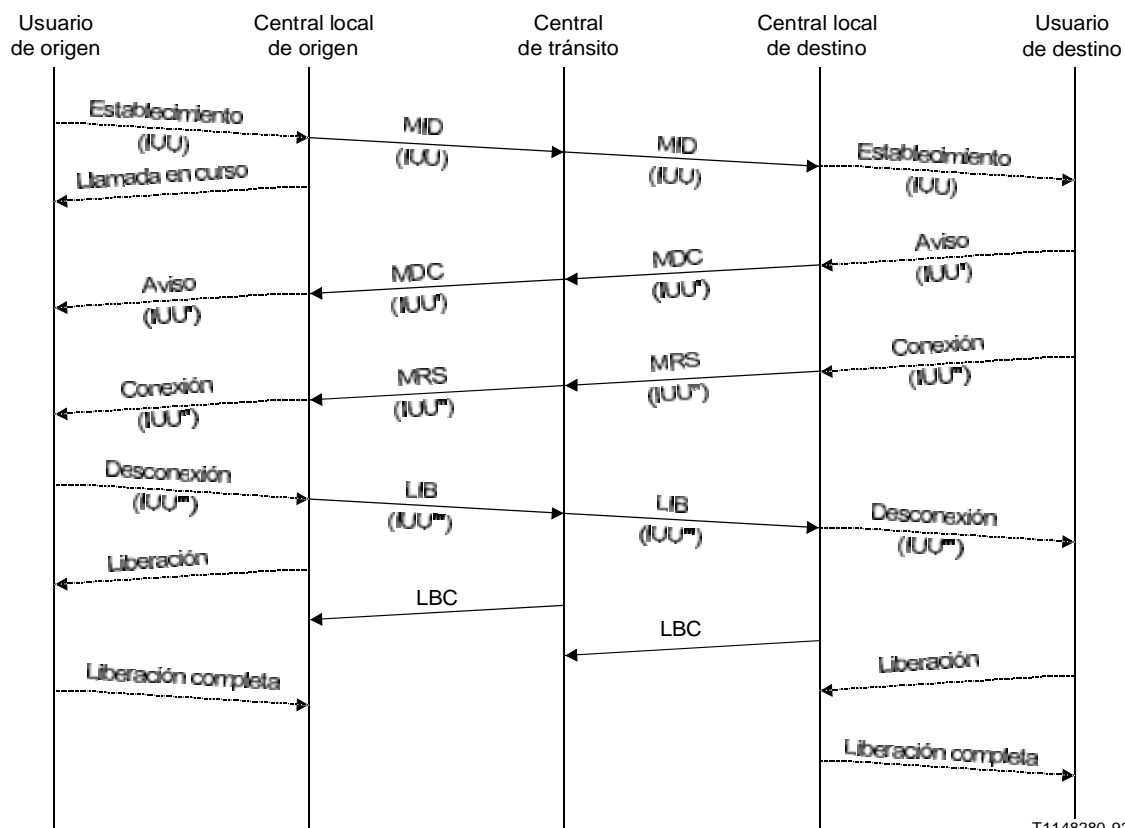 Usuario
de origen
Central local
de origen
Central
de tránsito
Central local
de destino
Usuario
de destino
Establecimiento
(IUU)
MID
(IUU)
MID
(IUU)
Establecimiento
(IUU)
Llamada en curso
Aviso
(IUU')
MDC
(IUU')
MDC
(IUU')
Aviso
(IUU')
Conexión
(IUU'')
MRS
(IUU'')
MRS
(IUU'')
Conexión
(IUU'')
Desconexión
(IUU''')
LIB
(IUU''')
LIB
(IUU''')
Desconexión
(IUU''')
Liberación
LBC
LBC
Liberación
Liberación completa
Liberación completa